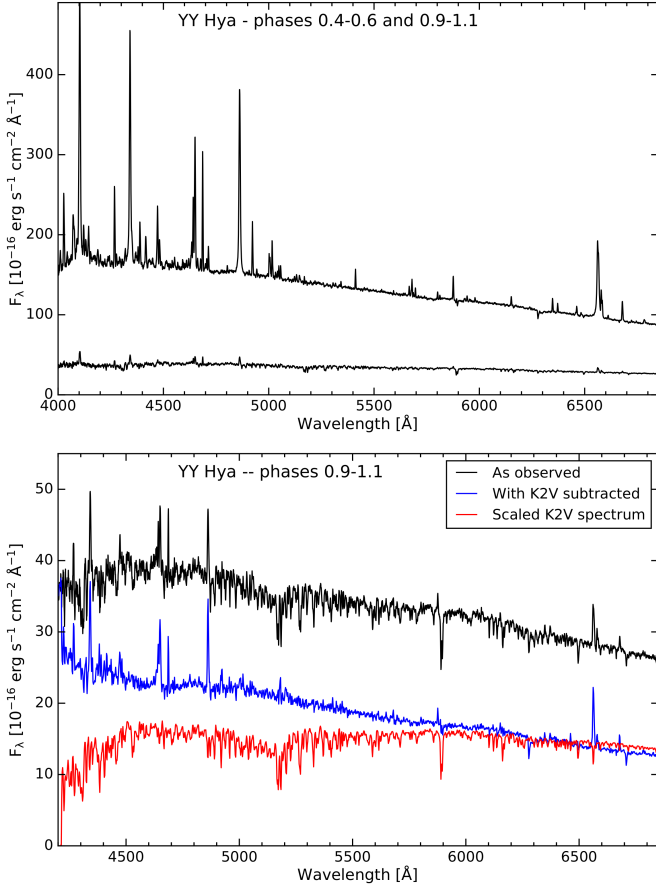 YY Hya - phases 0.4-0.6 and 0.9-1.1
400
300
200
100
0
F_λ [10⁻¹⁶ erg s⁻¹ cm⁻² Å⁻¹]
4000 4500 5000 5500 6000 6500
Wavelength [Å]
YY Hya -- phases 0.9-1.1
As observed
With K2V subtracted
Scaled K2V spectrum
50
40
30
20
10
0
F_λ [10⁻¹⁶ erg s⁻¹ cm⁻² Å⁻¹]
4500 5000 5500 6000 6500
Wavelength [Å]